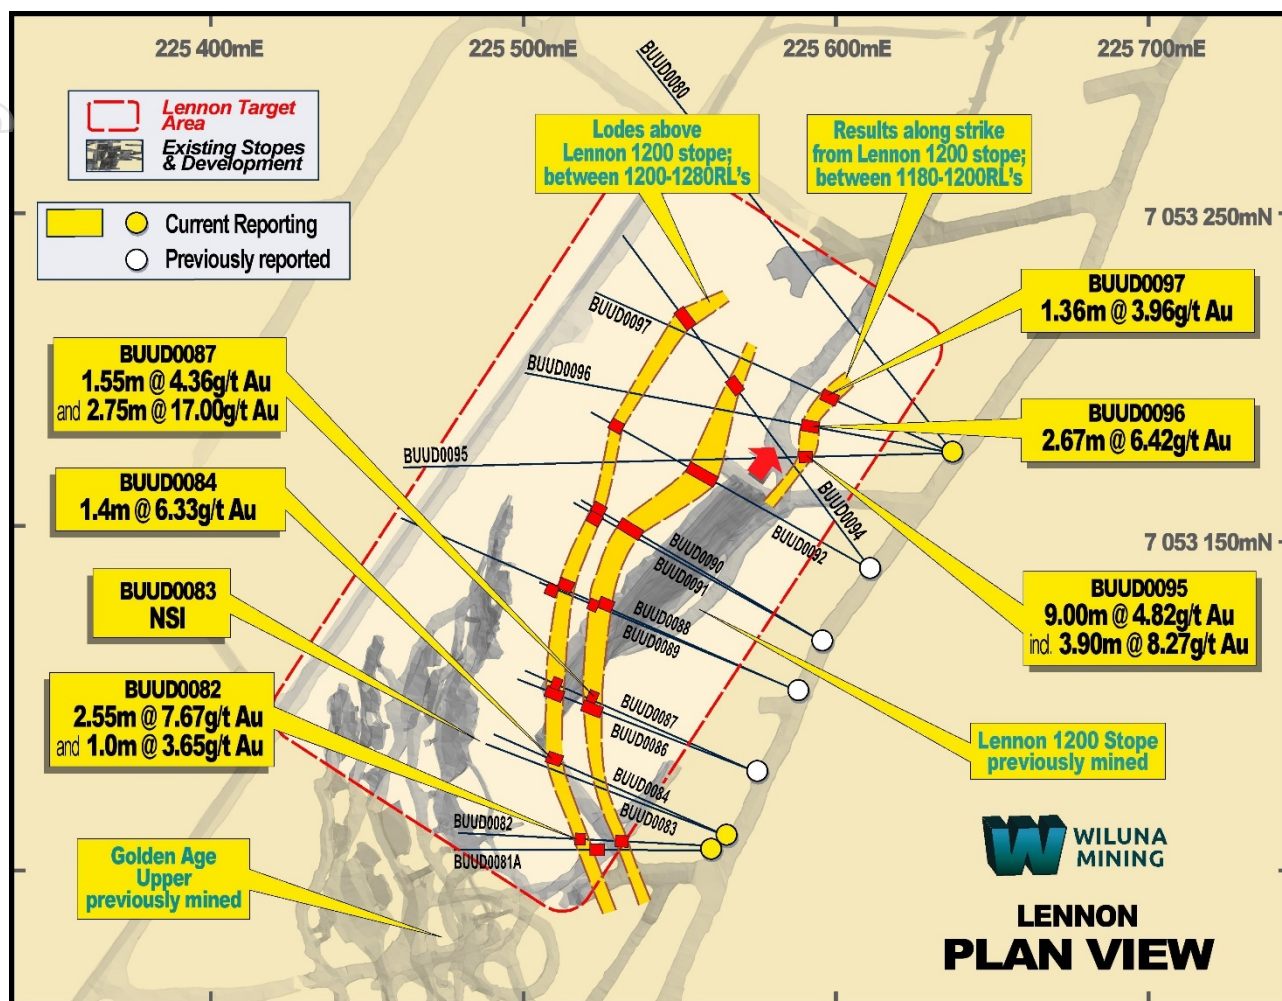 225 400mE
225 500mE
225 600mE
225 700mE
Lennon Target
Area
Existing Stopes
& Development
Current Reporting
Previously reported
BUUD0080
Lodes above
Lennon 1200 stope;
between 1200-1280RL's
Results along strike
from Lennon 1200 stope;
between 1180-1200RL's
7 053 250mN
BUUD0097
1.36m @ 3.96g/t Au
BUUD0097
BUUD0087
1.55m @ 4.36g/t Au
and 2.75m @ 17.00g/t Au
BUUD0096
BUUD0096
2.67m @ 6.42g/t Au
BUUD0095
BUUD0084
1.4m @ 6.33g/t Au
BUUD0094
BUUD0092
7 053 150mN
BUUD0090
BUUD0091
BUUD0083
NSI
BUUD0088
BUUD0089
BUUD0095
9.00m @ 4.82g/t Au
incl. 3.90m @ 8.27g/t Au
BUUD0082
2.55m @ 7.67g/t Au
and 1.0m @ 3.65g/t Au
BUUD0087
BUUD0086
Lennon 1200 Stope
previously mined
BUUD0084
BUUD0083
BUUD0082
BUUD0081A
Golden Age
Upper
previously mined
WILUNA
MINING
LENNON
PLAN VIEW